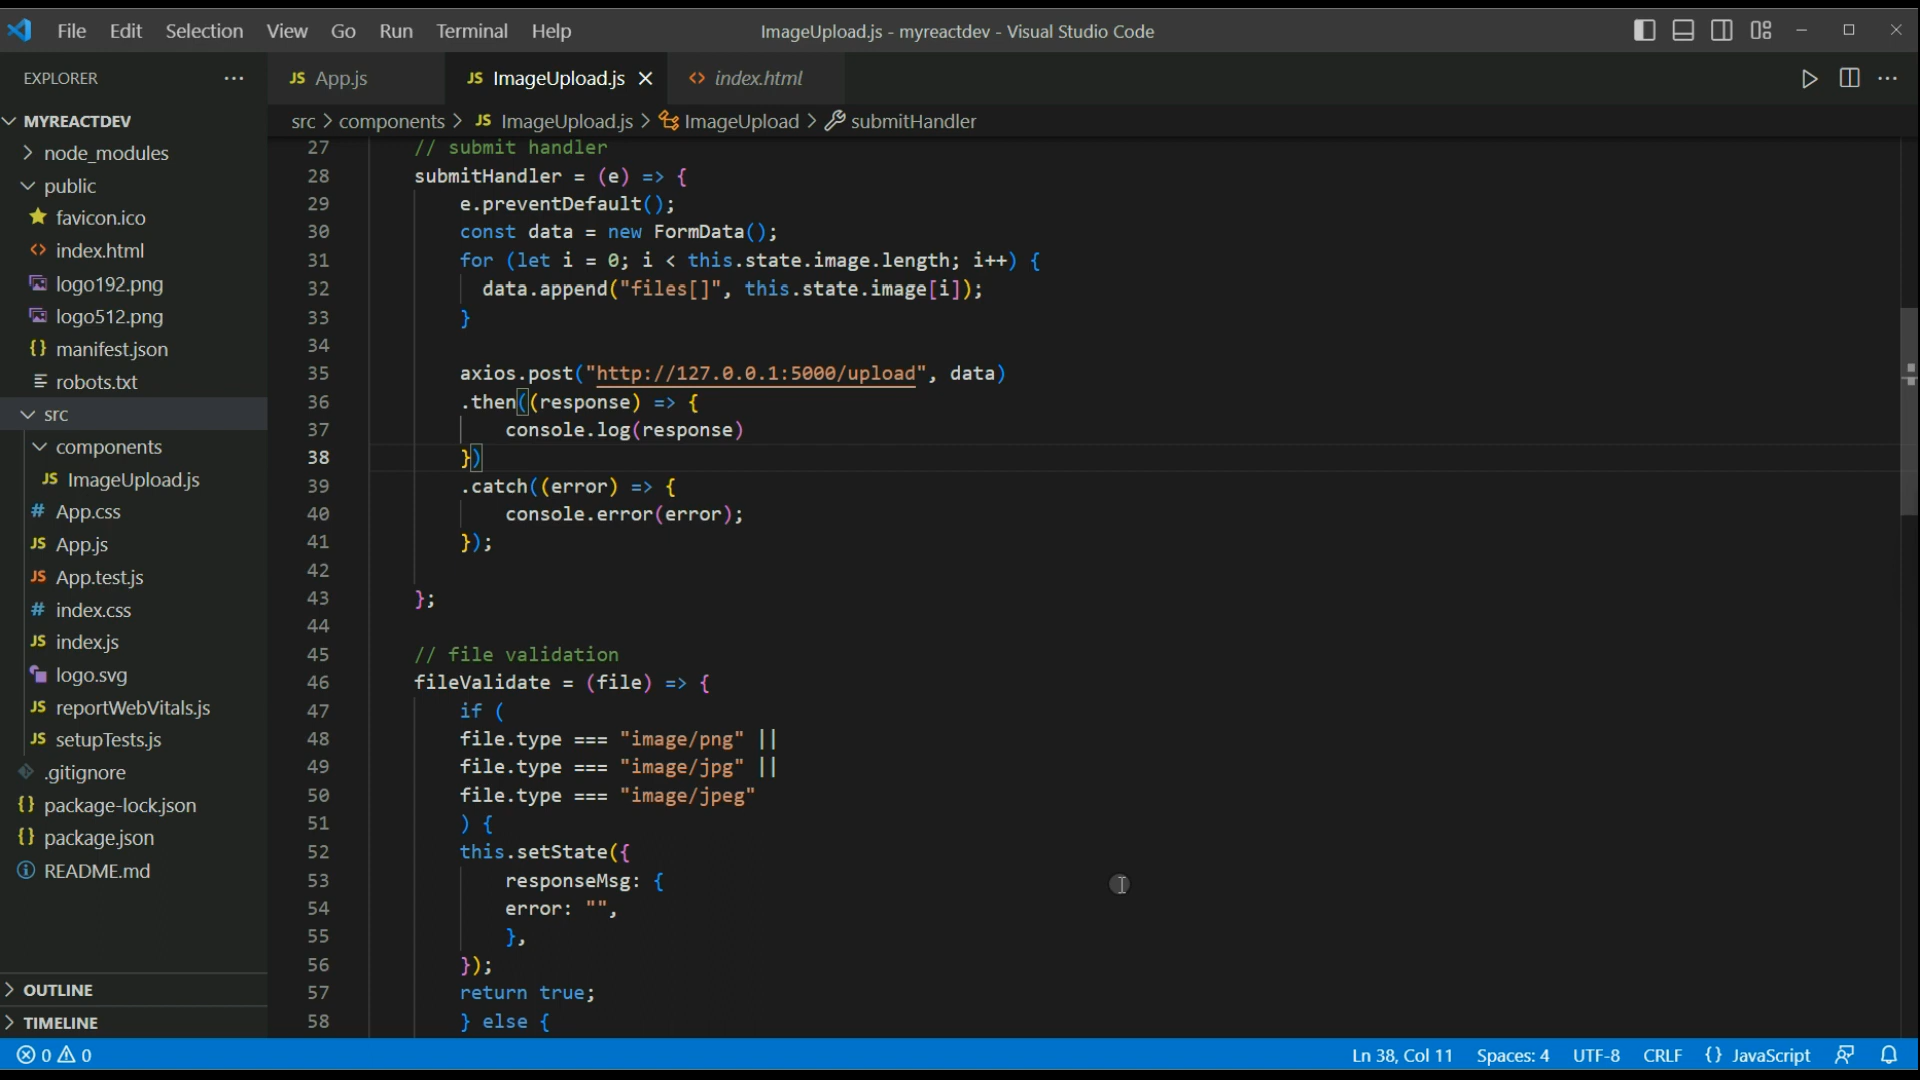 File Edit Selection View Go Run Terminal Help
ImageUpload.js - myreactdev - Visual Studio Code
EXPLORER ···
JS App.js
JS ImageUpload.js
<> index.html
src > components > JS ImageUpload.js > ImageUpload > submitHandler
MYREACTDEV
node_modules
public
favicon.ico
<> index.html
logo192.png
logo512.png
{} manifest.json
robots.txt
src
components
JS ImageUpload.js
# App.css
JS App.js
JS App.test.js
# index.css
JS index.js
logo.svg
JS reportWebVitals.js
JS setupTests.js
.gitignore
{} package-lock.json
{} package.json
README.md
OUTLINE
TIMELINE
27 // submit handler
28 submitHandler = (e) => {
29 e.preventDefault();
30 const data = new FormData();
31 for (let i = 0; i < this.state.image.length; i++) {
32 data.append("files[]", this.state.image[i]);
33 }
34
35 axios.post("http://127.0.0.1:5000/upload", data)
36 .then((response) => {
37 console.log(response)
38 })
39 .catch((error) => {
40 console.error(error);
41 });
42
43 };
44
45 // file validation
46 fileValidate = (file) => {
47 if (
48 file.type === "image/png" ||
49 file.type === "image/jpg" ||
50 file.type === "image/jpeg"
51 ) {
52 this.setState({
53 responseMsg: {
54 error: "",
55 },
56 });
57 return true;
58 } else {
0 0
Ln 38, Col 11 Spaces: 4 UTF-8 CRLF {} JavaScript